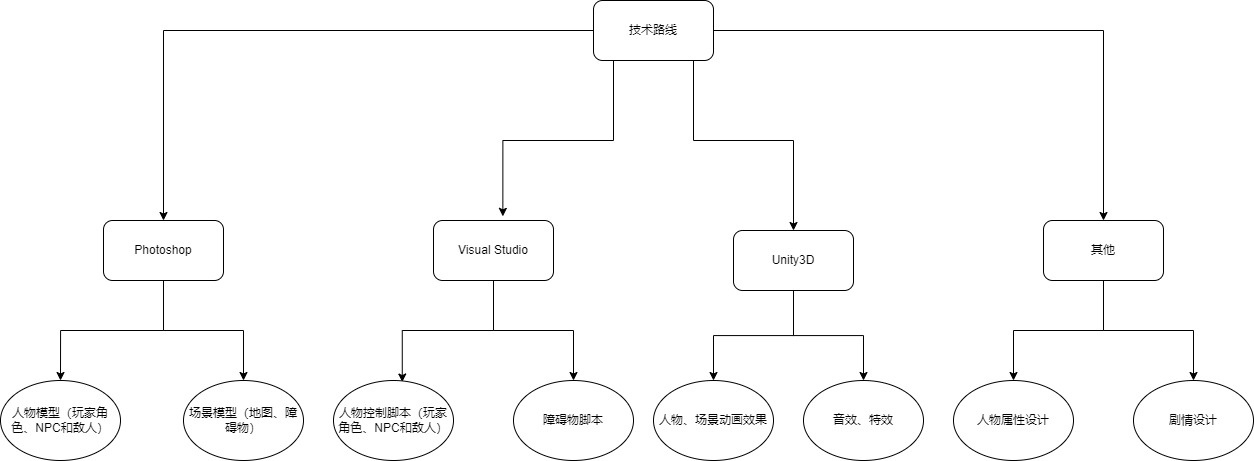 技术路线
Photoshop
Visual Studio
Unity3D
其他
人物模型（玩家角
色、NPC和敌人）
场景模型（地图、障
碍物）
人物控制脚本（玩家
角色、NPC和敌人）
障碍物脚本
人物、场景动画效果
音效、特效
人物属性设计
剧情设计